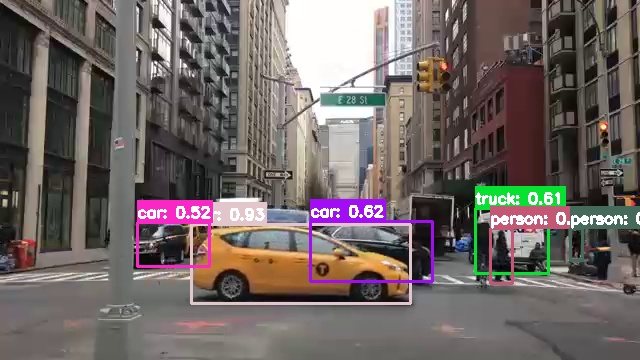 E 28 St
car: 0.52
: 0.93
car: 0.62
truck: 0.61
person: 0.
person: 0
T